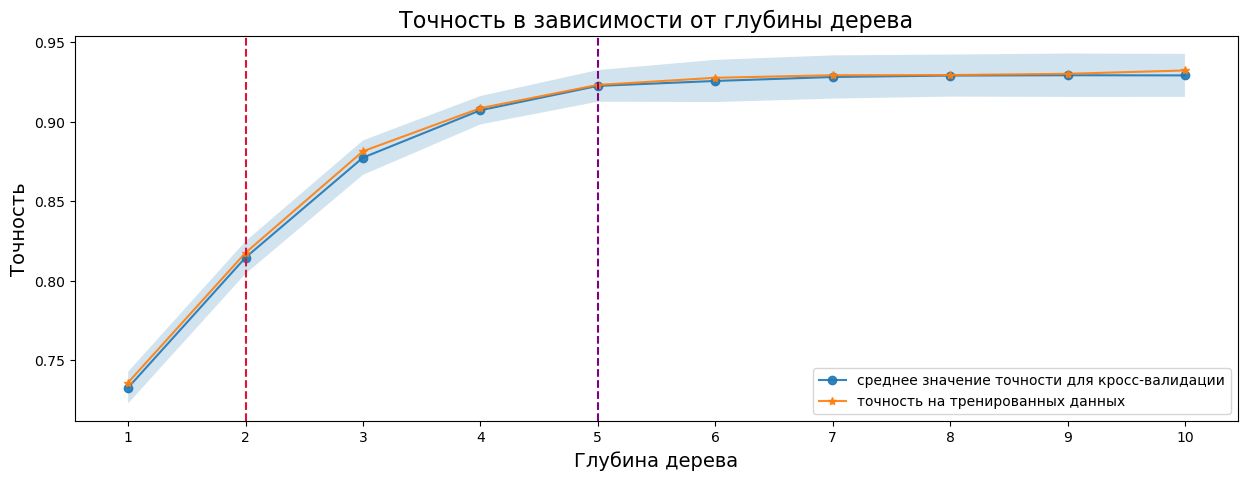 Точность в зависимости от глубины дерева
Точность
0.95
0.90
0.85
0.80
0.75
среднее значение точности для кросс-валидации
точность на тренированных данных
1 2 3 4 5 6 7 8 9 10
Глубина дерева